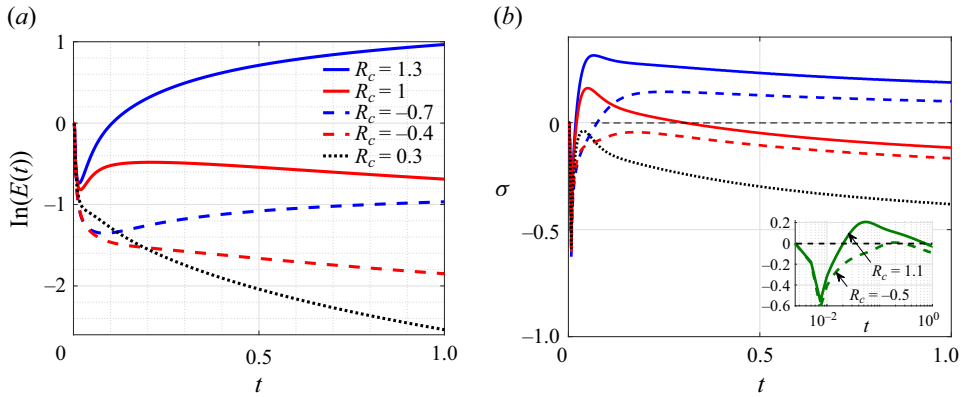 (a)
1
0
−1
−2
ln(E(t))
R_c = 1.3
R_c = 1
R_c = −0.7
R_c = −0.4
R_c = 0.3
0
0.5
1.0
t
(b)
0
−0.5
−1.0
σ
0
0.5
1.0
t
0.2
0
−0.2
−0.4
−0.6
R_c = 1.1
R_c = −0.5
10⁻²
10⁰
t